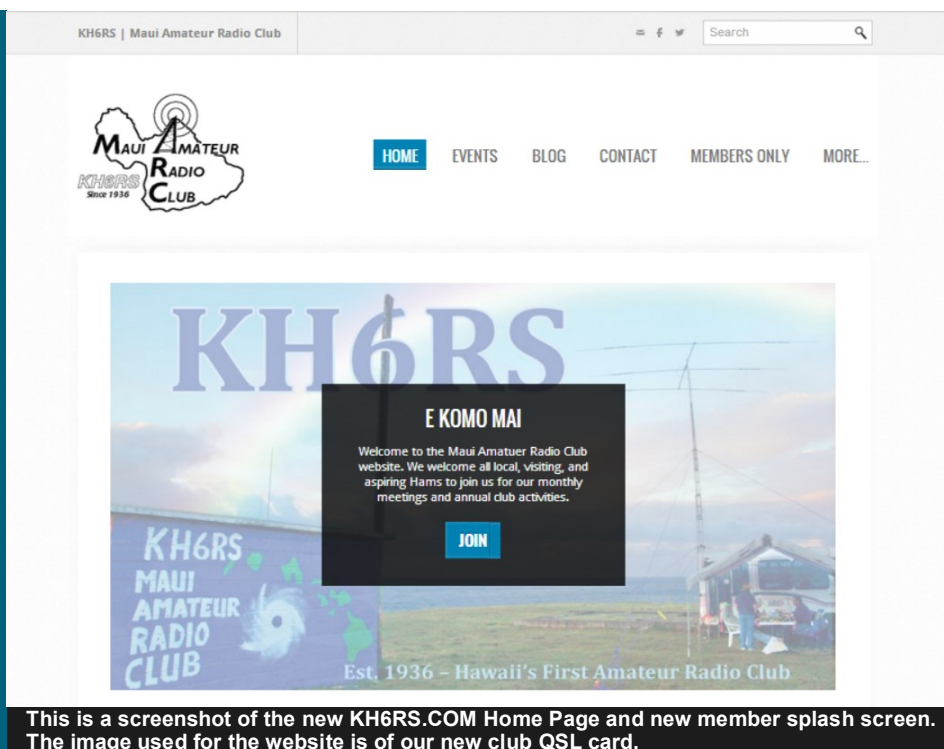 KH6RS | Maui Amateur Radio Club
Search
MAUI AMATEUR
RADIO
CLUB
KH6RS
Since 1936
HOME EVENTS BLOG CONTACT MEMBERS ONLY MORE...
KH6RS
E KOMO MAI
Welcome to the Maui Amatuer Radio Club
website. We welcome all local, visiting, and
aspiring Hams to join us for our monthly
meetings and annual club activities.
JOIN
KH6RS
MAUI
AMATEUR
RADIO
CLUB
Est. 1936 – Hawaii's First Amateur Radio Club
This is a screenshot of the new KH6RS.COM Home Page and new member splash screen.
The image used for the website is of our new club QSL card.